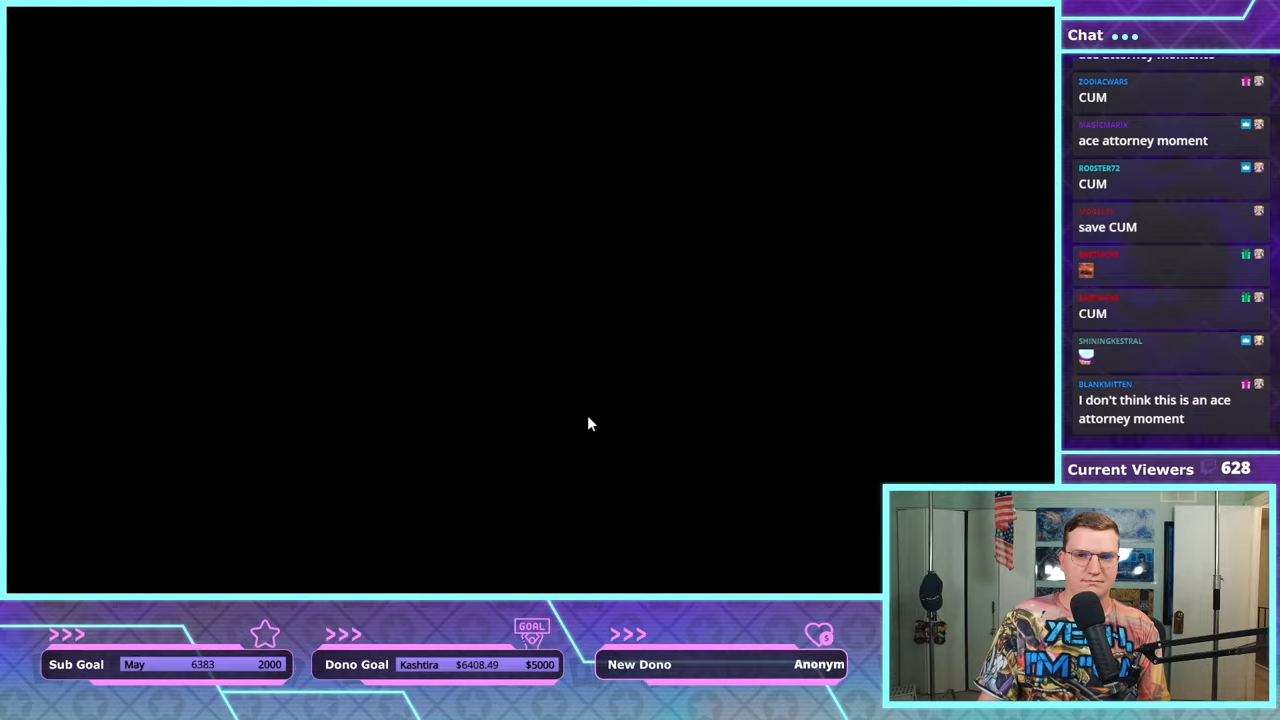 Chat
ZODIACWARS
CUM
MAGICMARIX
ace attorney moment
ROOSTER72
CUM
save CUM
CUM
SHININGKESTRAL
BLANKMITTEN
I don't think this is an ace
attorney moment
Current Viewers 628
GOAL
>>> >>> >>>
Sub Goal May 6383 2000
Dono Goal Kashtira $6408.49 $5000
New Dono Anonym
YEAH,
I'M